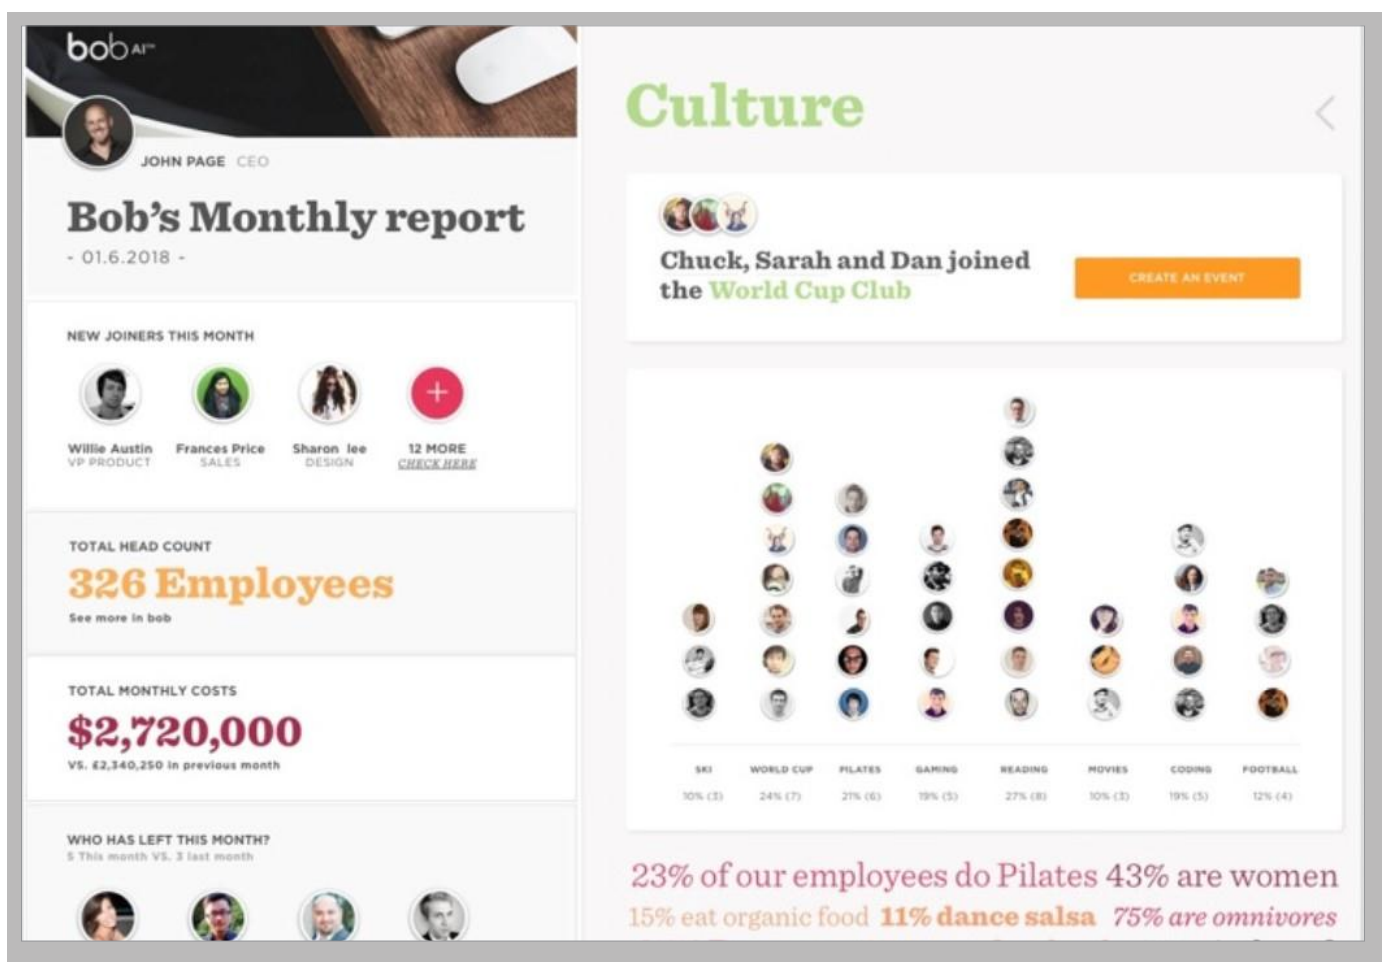 bob AI™
JOHN PAGE CEO
Bob's Monthly report
- 01.6.2018 -
NEW JOINERS THIS MONTH
Willie Austin
VP PRODUCT
Frances Price
SALES
Sharon lee
DESIGN
12 MORE
CHECK HERE
TOTAL HEAD COUNT
326 Employees
See more in bob
TOTAL MONTHLY COSTS
$2,720,000
VS. £2,340,250 in previous month
WHO HAS LEFT THIS MONTH?
5 This month VS. 3 last month
Culture
Chuck, Sarah and Dan joined
the World Cup Club
CREATE AN EVENT
SKI WORLD CUP PILATES GAMING READING MOVIES CODING FOOTBALL
10% (3) 24% (7) 21% (6) 19% (5) 27% (8) 10% (3) 19% (5) 12% (4)
23% of our employees do Pilates 43% are women
15% eat organic food 11% dance salsa 75% are omnivores